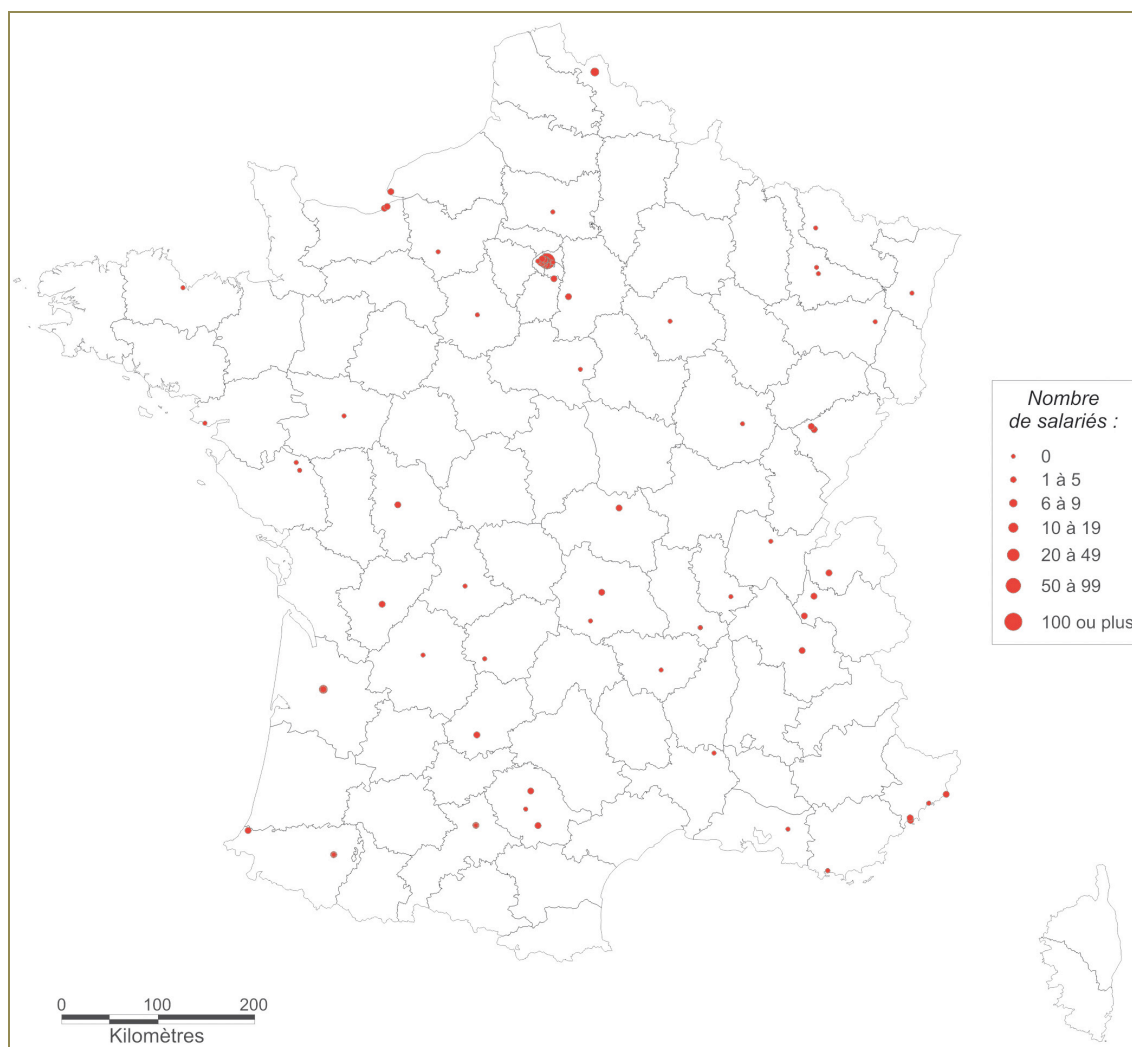 Nombre
de salariés :
0
1 à 5
6 à 9
10 à 19
20 à 49
50 à 99
100 ou plus
0 100 200
Kilomètres